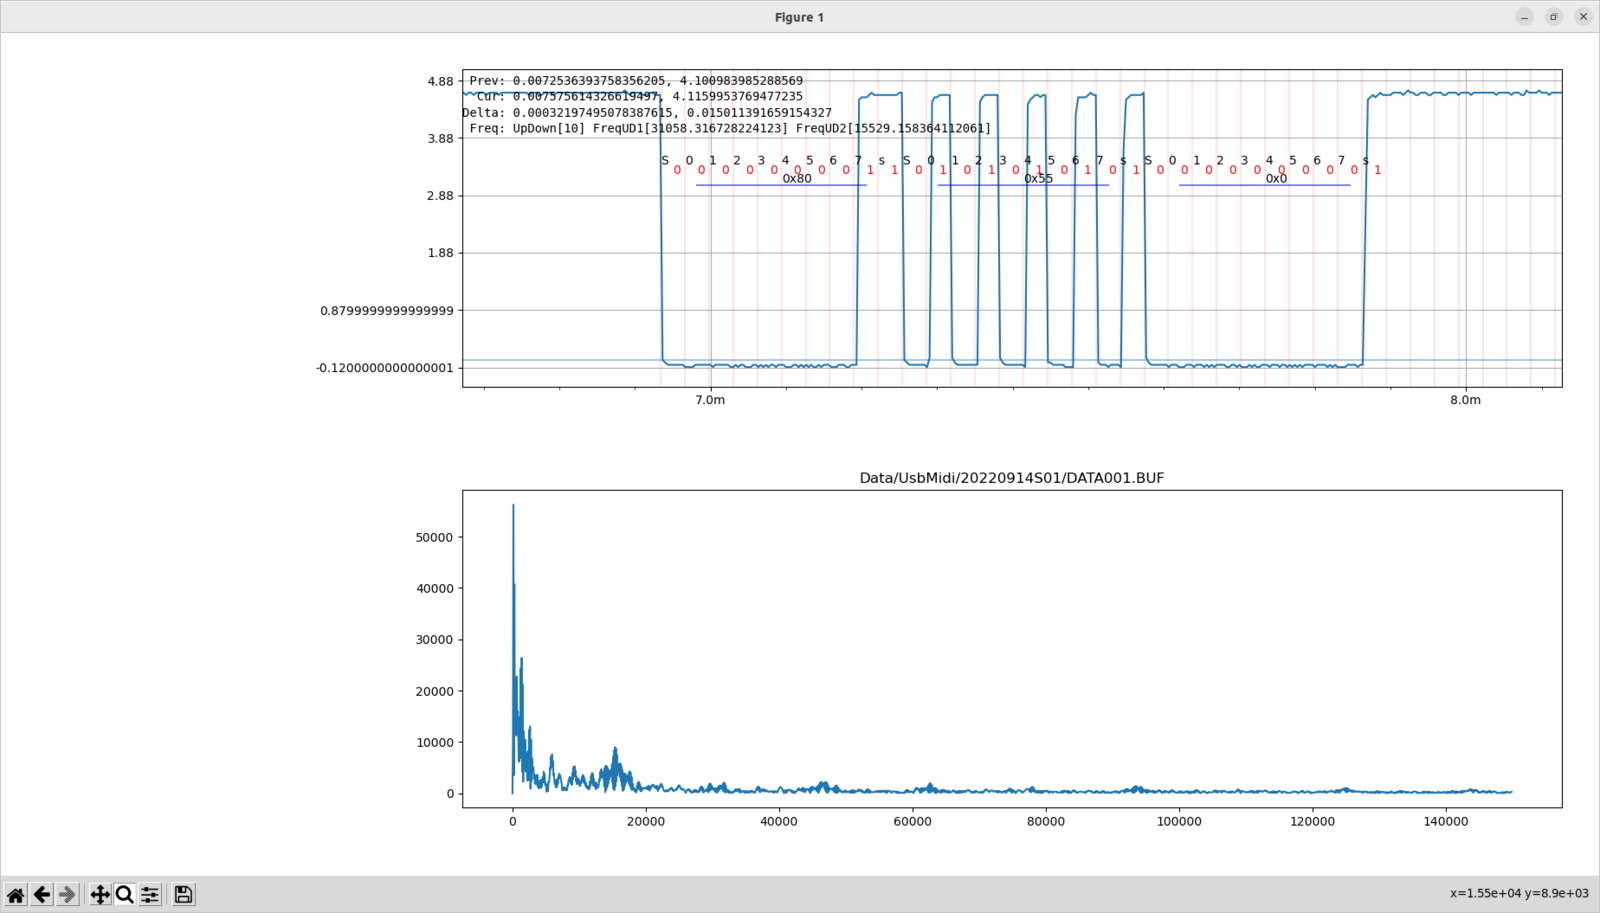 Figure 1
4.88
Prev: 0.0072536393758356205, 4.100983985288569
Cur: 0.007575614326619497, 4.1159953769477235
Delta: 0.00032197495078387615, 0.015011391659154327
Freq: UpDown[10] FreqUD1[31058.316728224123] FreqUD2[15529.158364112061]
3.88
S 0 1 2 3 4 5 6 7 s S 0 1 2 3 4 5 6 7 s S 0 1 2 3 4 5 6 7 s
0 0 0 0 0 0 0 0 1 1 0 1 0 1 0 1 0 1 0 1 0 0 0 0 0 0 0 0 0 1
0x80 0x55 0x0
2.88
1.88
0.8799999999999999
-0.1200000000000001
7.0m 8.0m
Data/UsbMidi/20220914S01/DATA001.BUF
50000
40000
30000
20000
10000
0
0 20000 40000 60000 80000 100000 120000 140000
x=1.55e+04 y=8.9e+03